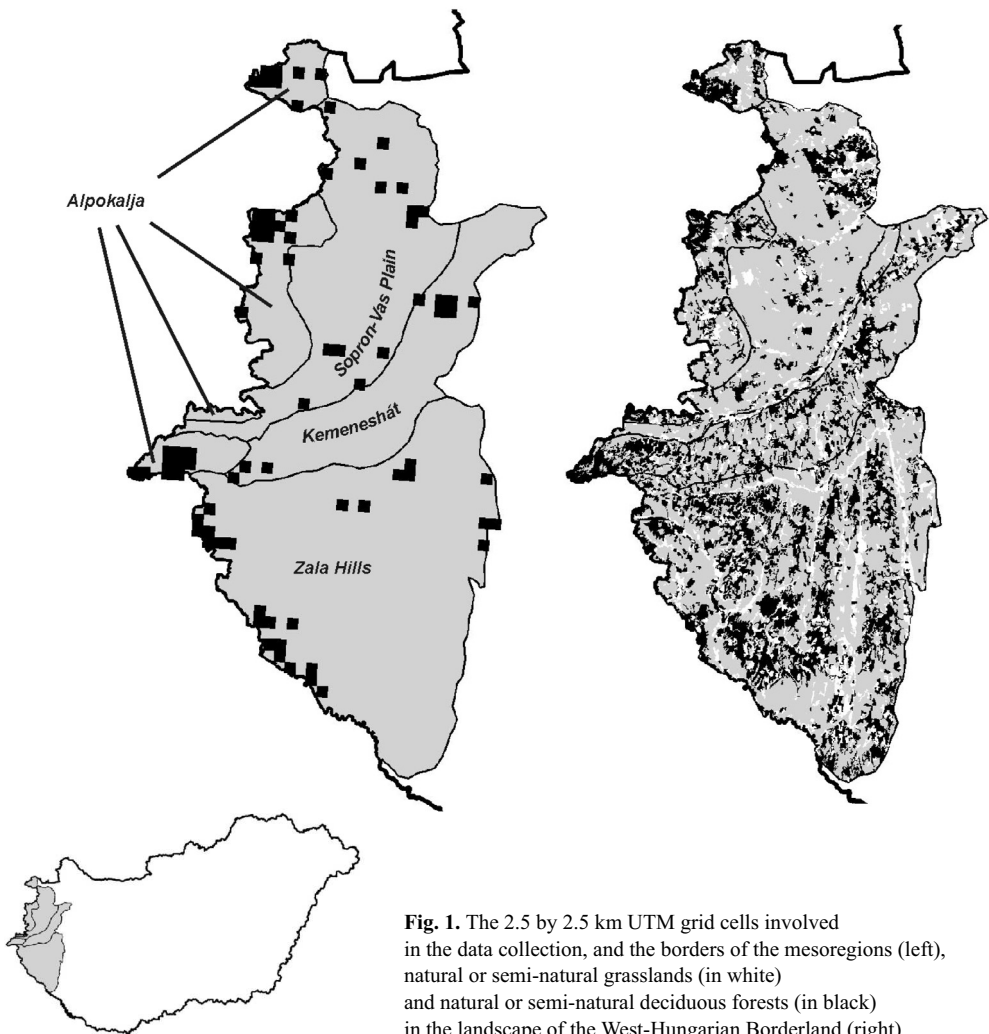 Alpokalja
Sopron-Vas Plain
Kemeneshát
Zala Hills
Fig. 1. The 2.5 by 2.5 km UTM grid cells involved
in the data collection, and the borders of the mesoregions (left),
natural or semi-natural grasslands (in white)
and natural or semi-natural deciduous forests (in black)
in the landscape of the West-Hungarian Borderland (right)